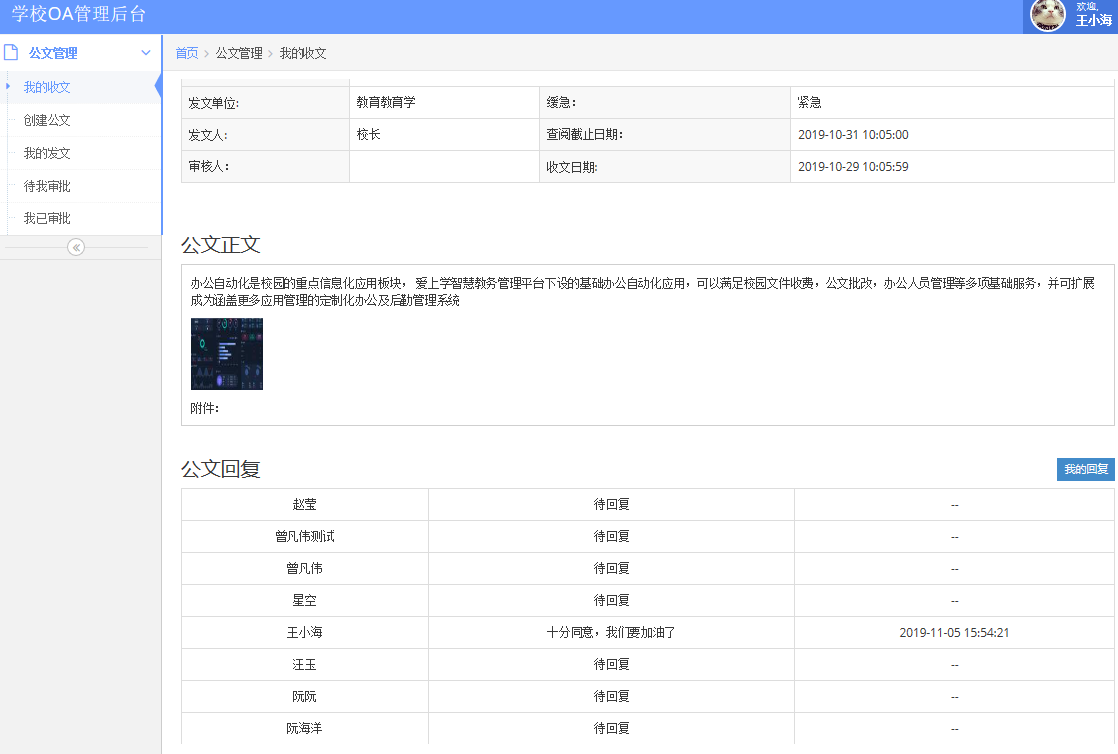 学校OA管理后台
欢迎,
王小海
公文管理
首页 > 公文管理 > 我的收文
我的收文
创建公文
我的发文
待我审批
我已审批
发文单位: 教育教育学 缓急: 紧急
发文人: 校长 查阅截止日期: 2019-10-31 10:05:00
审核人: 收文日期: 2019-10-29 10:05:59
公文正文
办公自动化是校园的重点信息化应用板块, 爱上学智慧教务管理平台下设的基础办公自动化应用，可以满足校园文件收费，公文批改，办公人员管理等多项基础服务，并可扩展
成为涵盖更多应用管理的定制化办公及后勤管理系统
附件:
公文回复
我的回复
赵莹 待回复 --
曾凡伟测试 待回复 --
曾凡伟 待回复 --
星空 待回复 --
王小海 十分同意，我们要加油了 2019-11-05 15:54:21
汪玉 待回复 --
阮阮 待回复 --
阮海洋 待回复 --